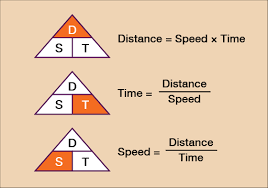 D
S T
Distance = Speed × Time
D
S T
Time = Distance
Speed
D
S T
Speed = Distance
Time